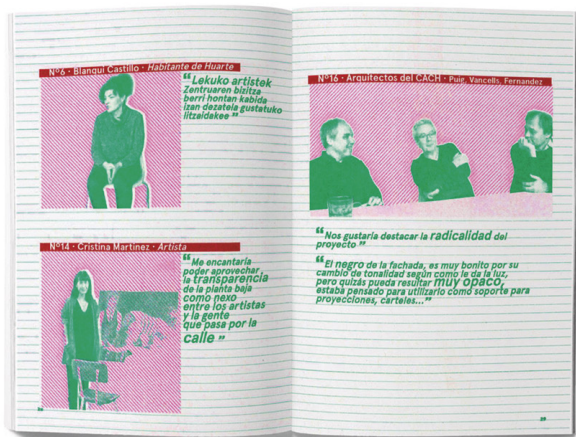 Nº6 · Blanqui Castillo · Habitante de Huarte
“Lekuko artistek
Zentruaren bizitza
berri hontan kabida
izan dezatela gustatuko
litzaidakee”
Nº14 · Cristina Martinez · Artista
“Me encantaría
poder aprovechar
la transparencia
de la planta baja
como nexo
entre los artistas
y la gente
que pasa por la
calle”
Nº16 · Arquitectos del CACH · Puig, Vancells, Fernandez
“Nos gustaría destacar la radicalidad del
proyecto”
“El negro de la fachada, es muy bonito por su
cambio de tonalidad según como le da la luz,
pero quizás pueda resultar muy opaco,
estaba pensado para utilizarlo como soporte para
proyecciones, carteles...”